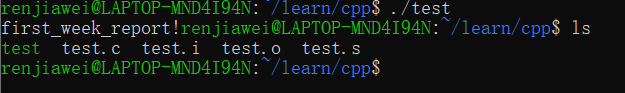 renjiawei@LAPTOP-MND4I94N:~/learn/cpp$ ./test
first_week_report!renjiawei@LAPTOP-MND4I94N:~/learn/cpp$ ls
test  test.c  test.i  test.o  test.s
renjiawei@LAPTOP-MND4I94N:~/learn/cpp$